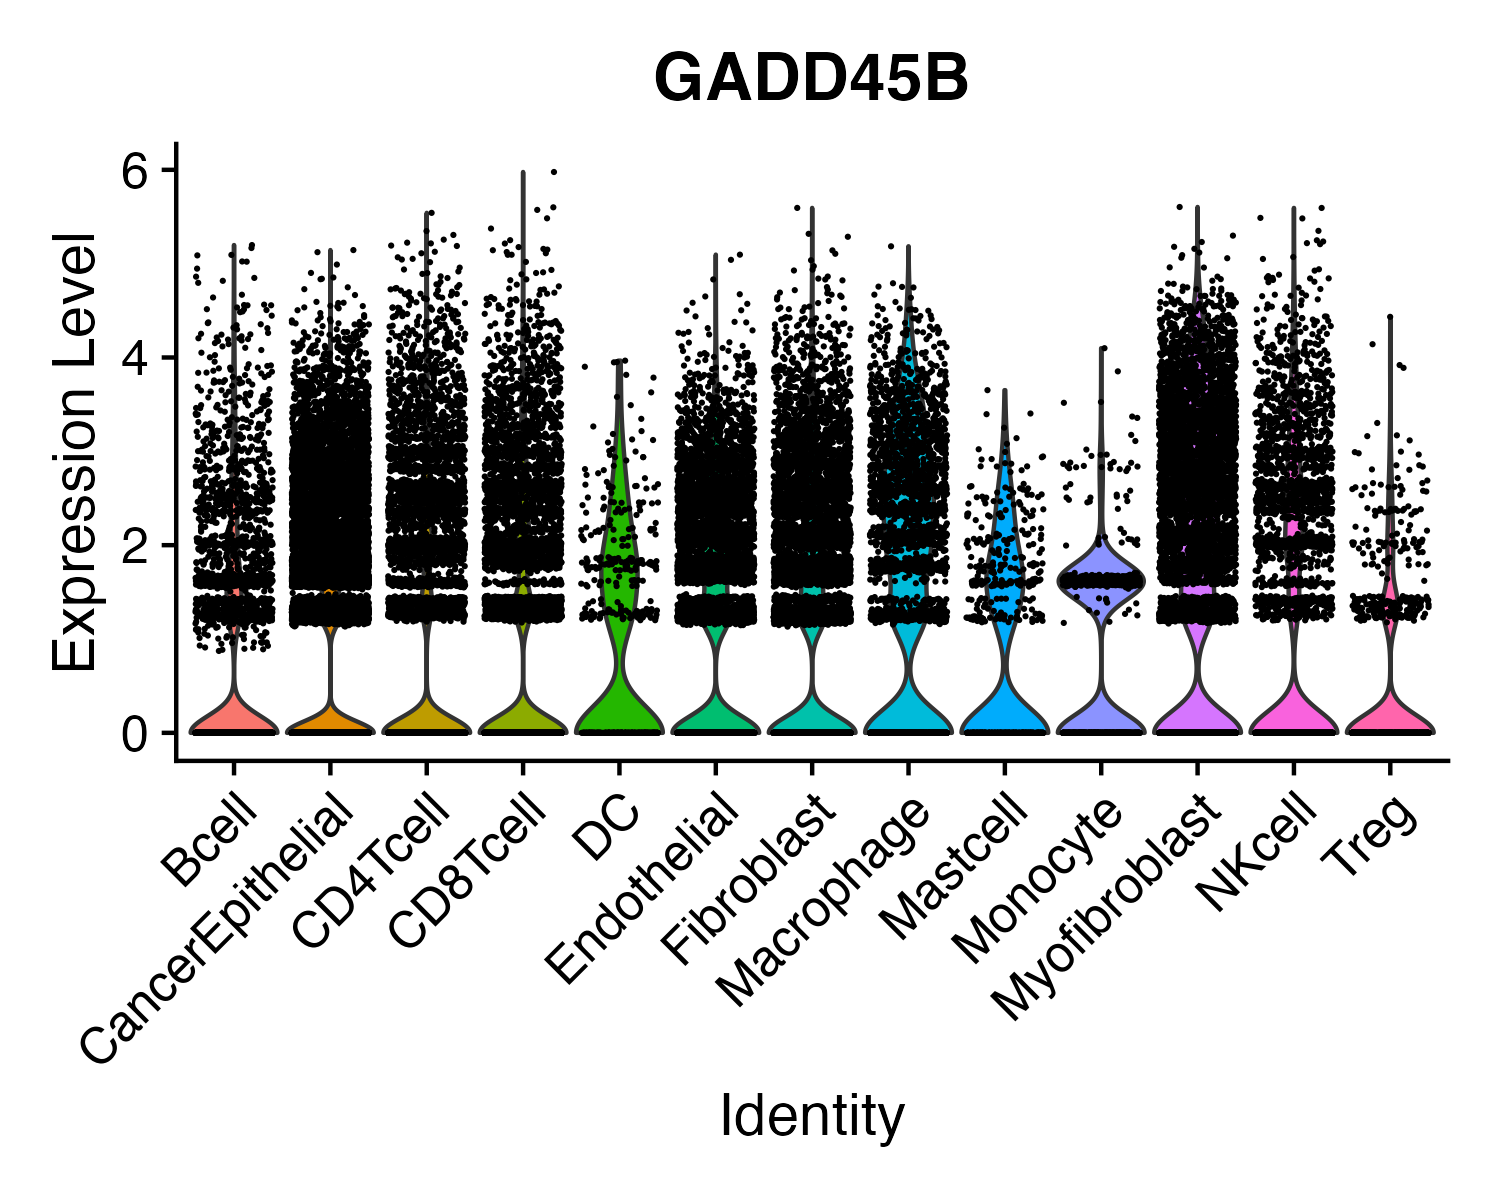 GADD45B
Expression Level
6
4
2
0
Bcell
CancerEpithelial
CD4Tcell
CD8Tcell
DC
Endothelial
Fibroblast
Macrophage
Mastcell
Monocyte
Myofibroblast
NKcell
Treg
Identity